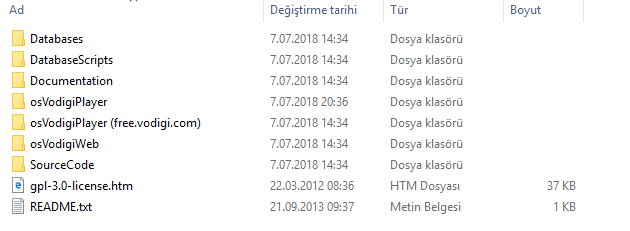 Ad Değiştirme tarihi Tür Boyut
Databases 7.07.2018 14:34 Dosya klasörü
DatabaseScripts 7.07.2018 14:34 Dosya klasörü
Documentation 7.07.2018 14:34 Dosya klasörü
osVodigiPlayer 7.07.2018 20:36 Dosya klasörü
osVodigiPlayer (free.vodigi.com) 7.07.2018 14:34 Dosya klasörü
osVodigiWeb 7.07.2018 14:34 Dosya klasörü
SourceCode 7.07.2018 14:34 Dosya klasörü
gpl-3.0-license.htm 22.03.2012 08:36 HTM Dosyası 37 KB
README.txt 21.09.2013 09:37 Metin Belgesi 1 KB